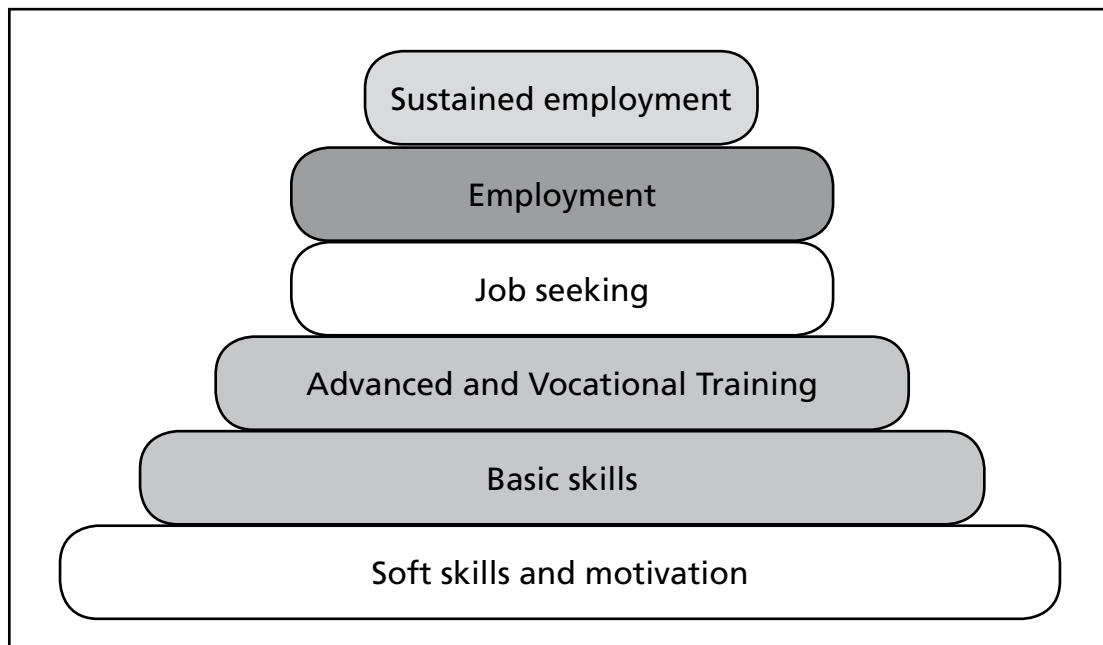 Sustained employment
Employment
Job seeking
Advanced and Vocational Training
Basic skills
Soft skills and motivation